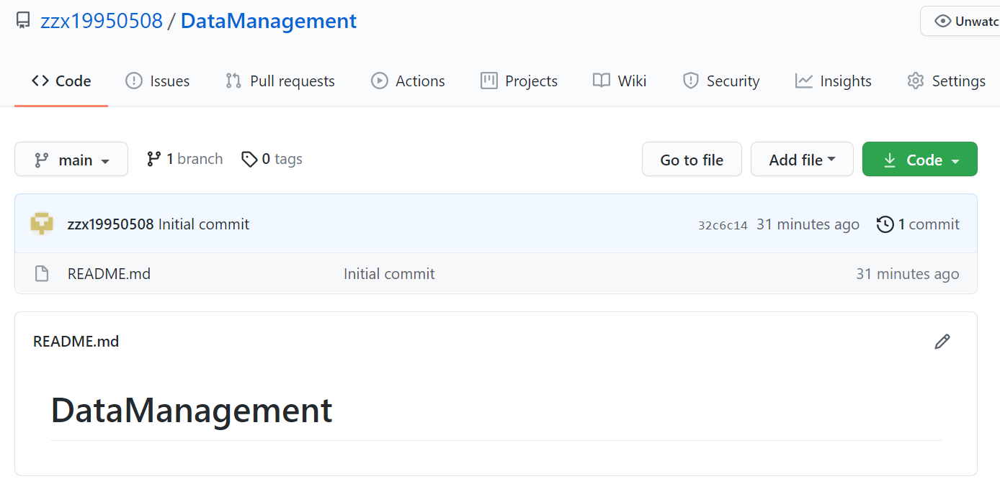 zzx19950508 / DataManagement
Unwatc
Code Issues Pull requests Actions Projects Wiki Security Insights Settings
main 1 branch 0 tags Go to file Add file Code
zzx19950508 Initial commit 32c6c14 31 minutes ago 1 commit
README.md Initial commit 31 minutes ago
README.md
DataManagement